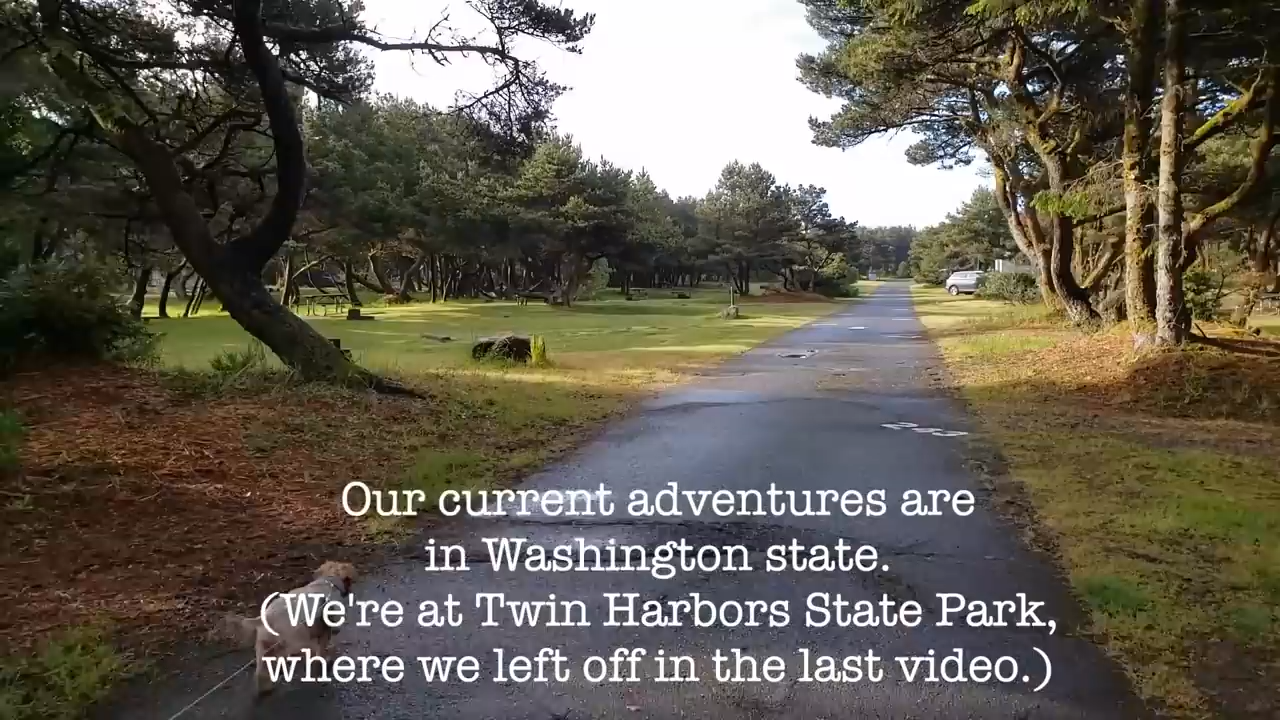 Our current adventures are
in Washington state.
(We're at Twin Harbors State Park,
where we left off in the last video.)